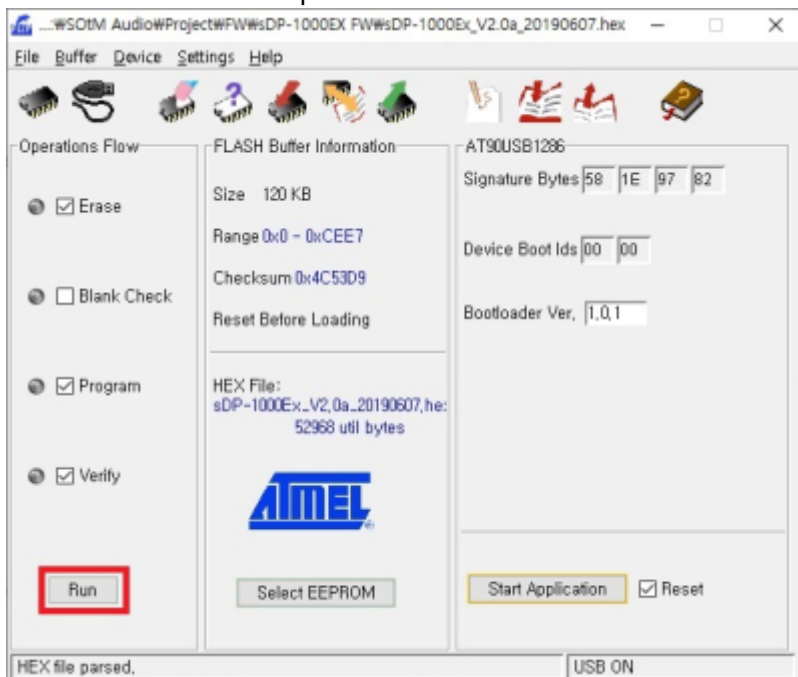 ...:₩SOtM Audio₩Project₩FW₩sDP-1000EX FW₩sDP-1000Ex_V2.0a_20190607.hex
File Buffer Device Settings Help
Operations Flow
Erase
Blank Check
Program
Verify
Run
FLASH Buffer Information
Size 120 KB
Range 0x0 - 0xCEE7
Checksum 0x4C53D9
Reset Before Loading
HEX File:
sDP-1000Ex_V2,0a_20190607,he:
52968 util bytes
ATMEL
Select EEPROM
AT90USB1286
Signature Bytes 58 1E 97 82
Device Boot Ids 00 00
Bootloader Ver, 1,0,1
Start Application Reset
HEX file parsed,
USB ON